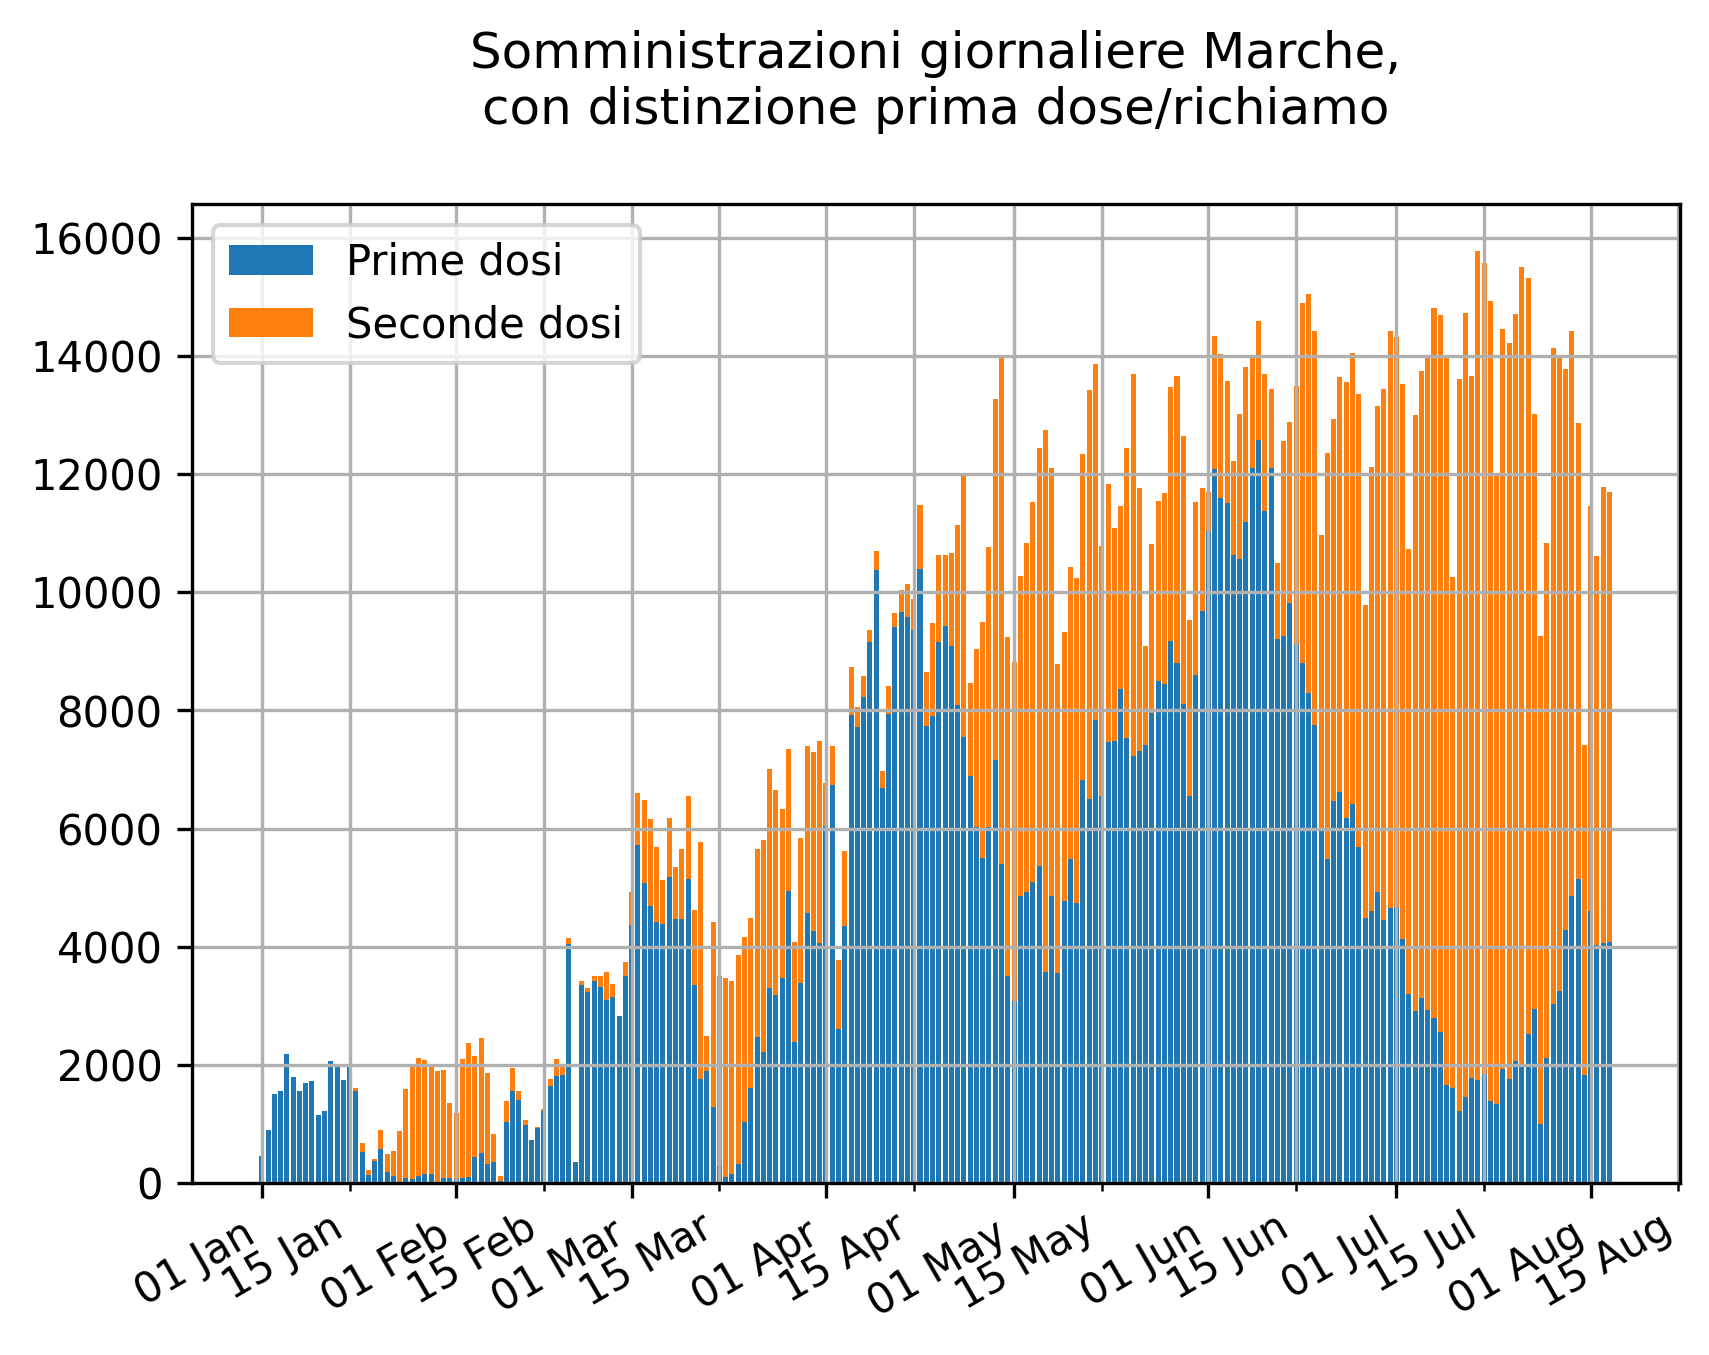 Somministrazioni giornaliere Marche,
con distinzione prima dose/richiamo
Prime dosi
Seconde dosi
16000
14000
12000
10000
8000
6000
4000
2000
0
01 Jan
15 Jan
01 Feb
15 Feb
01 Mar
15 Mar
01 Apr
15 Apr
01 May
15 May
01 Jun
15 Jun
01 Jul
15 Jul
01 Aug
15 Aug